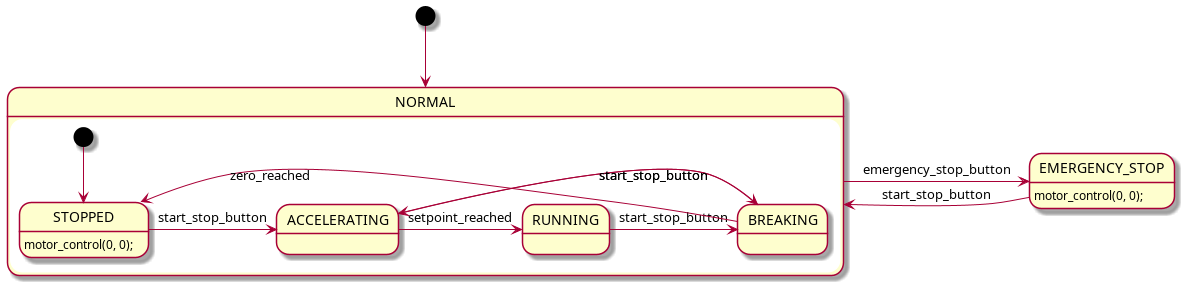 NORMAL
emergency_stop_button
EMERGENCY_STOP
motor_control(0, 0);
start_stop_button
zero_reached
start_stop_button
STOPPED
motor_control(0, 0);
start_stop_button
ACCELERATING
setpoint_reached
RUNNING
start_stop_button
BREAKING